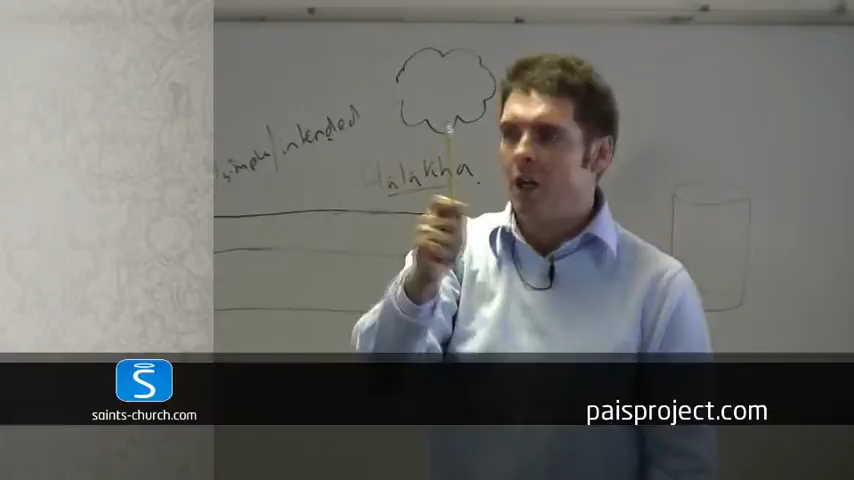 simple/intended
Halakha.
S
saints-church.com
paisproject.com